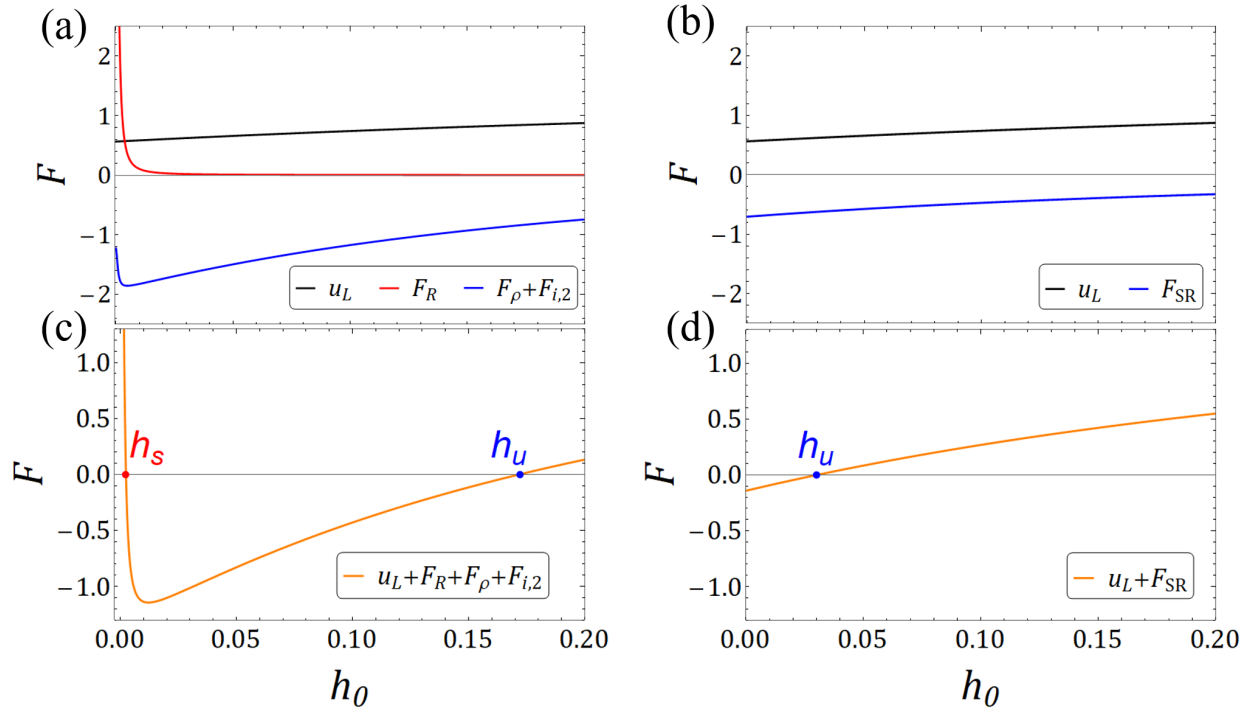 (a)
2
1
0
−1
−2
F
u_L F_R F_ρ+F_{i,2}
(b)
2
1
0
−1
−2
F
u_L F_SR
(c)
1.0
0.5
0.0
−0.5
−1.0
F
h_s
h_u
u_L+F_R+F_ρ+F_{i,2}
0.00 0.05 0.10 0.15 0.20
h_0
(d)
1.0
0.5
0.0
−0.5
−1.0
F
h_u
u_L+F_SR
0.00 0.05 0.10 0.15 0.20
h_0